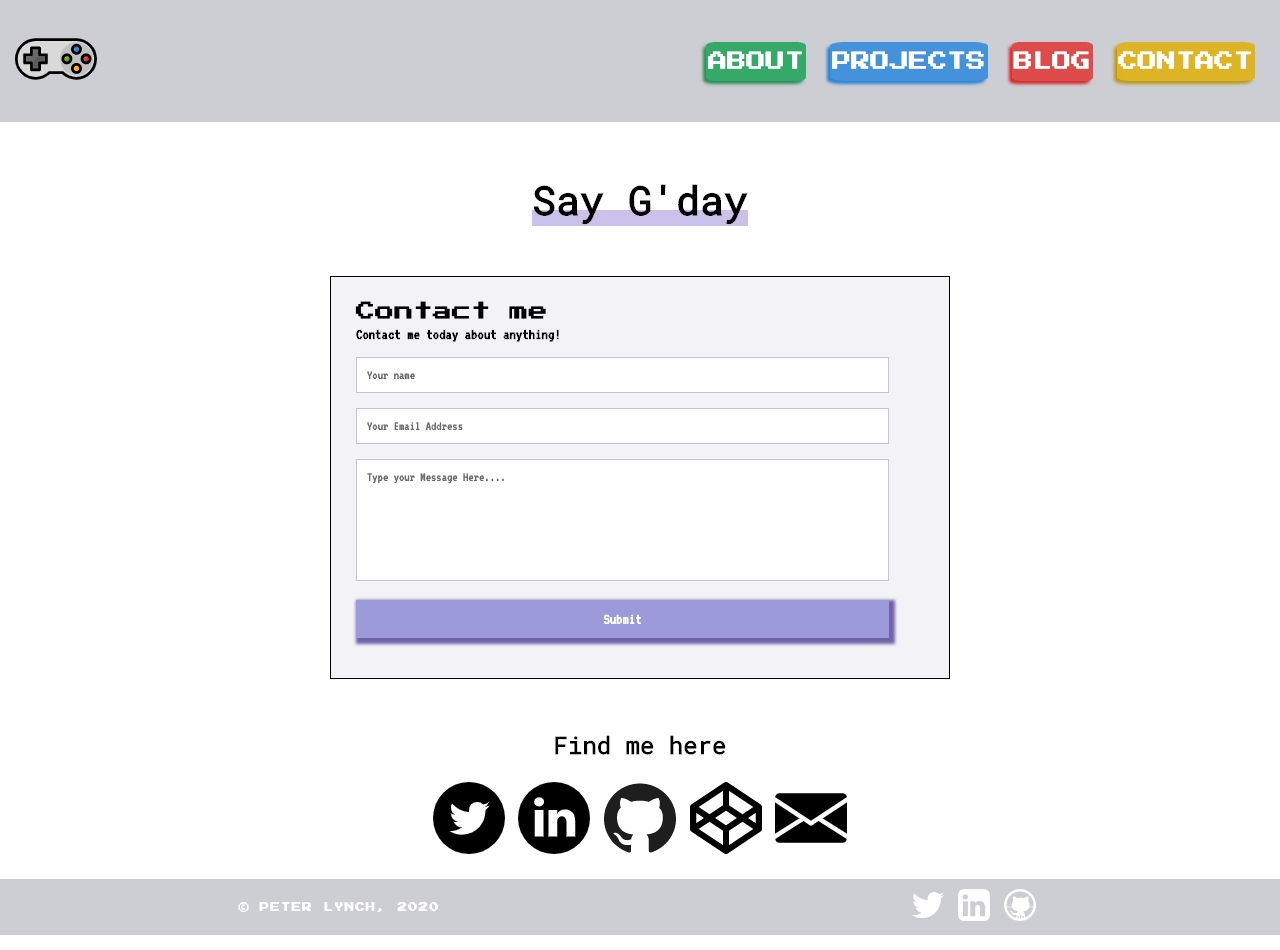 ABOUT PROJECTS BLOG CONTACT
Say G'day
Contact me
Contact me today about anything!
Your name
Your Email Address
Type your Message Here....
Submit
Find me here
© PETER LYNCH, 2020